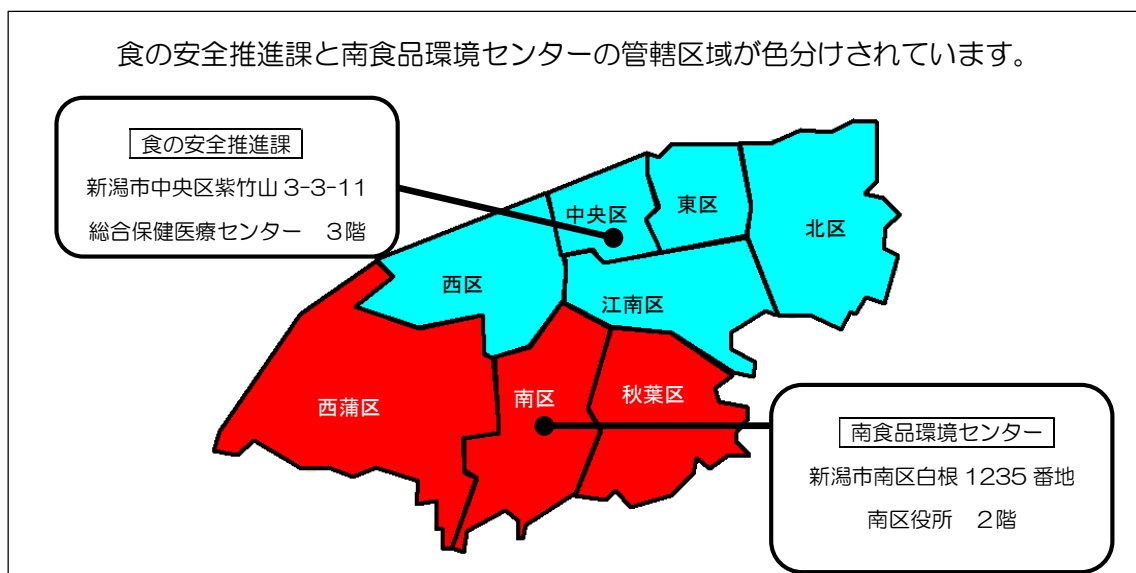 食の安全推進課と南食品環境センターの管轄区域が色分けされています。
食の安全推進課
新潟市中央区紫竹山 3-3-11
総合保健医療センター　3階
中央区
東区
北区
西区
江南区
西蒲区
南区
秋葉区
南食品環境センター
新潟市南区白根 1235 番地
南区役所　2階